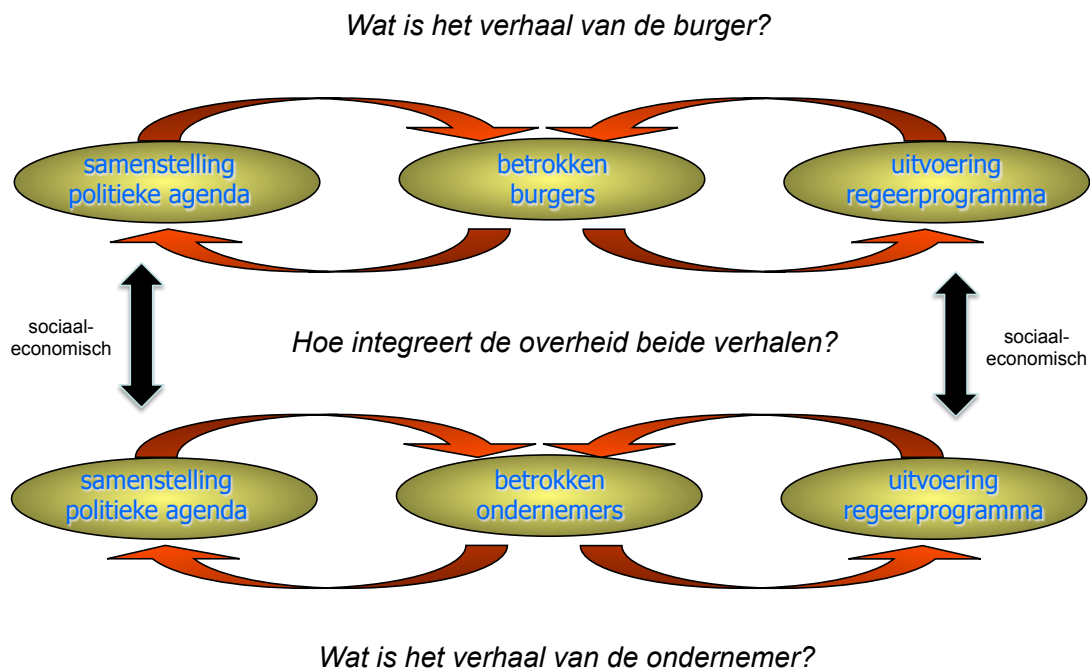 Wat is het verhaal van de burger?
samenstelling
politieke agenda
betrokken
burgers
uitvoering
regeerprogramma
sociaal-
economisch
Hoe integreert de overheid beide verhalen?
sociaal-
economisch
samenstelling
politieke agenda
betrokken
ondernemers
uitvoering
regeerprogramma
Wat is het verhaal van de ondernemer?